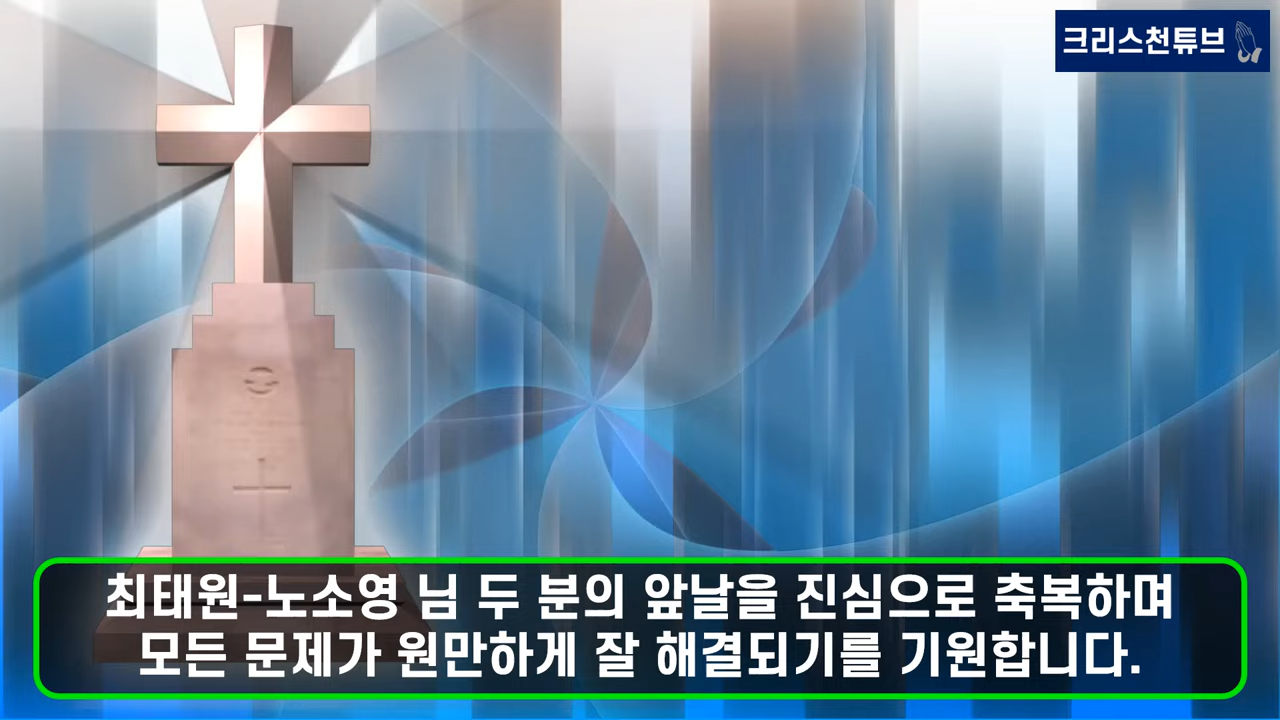 크리스천튜브
최태원-노소영 님 두 분의 앞날을 진심으로 축복하며
모든 문제가 원만하게 잘 해결되기를 기원합니다.